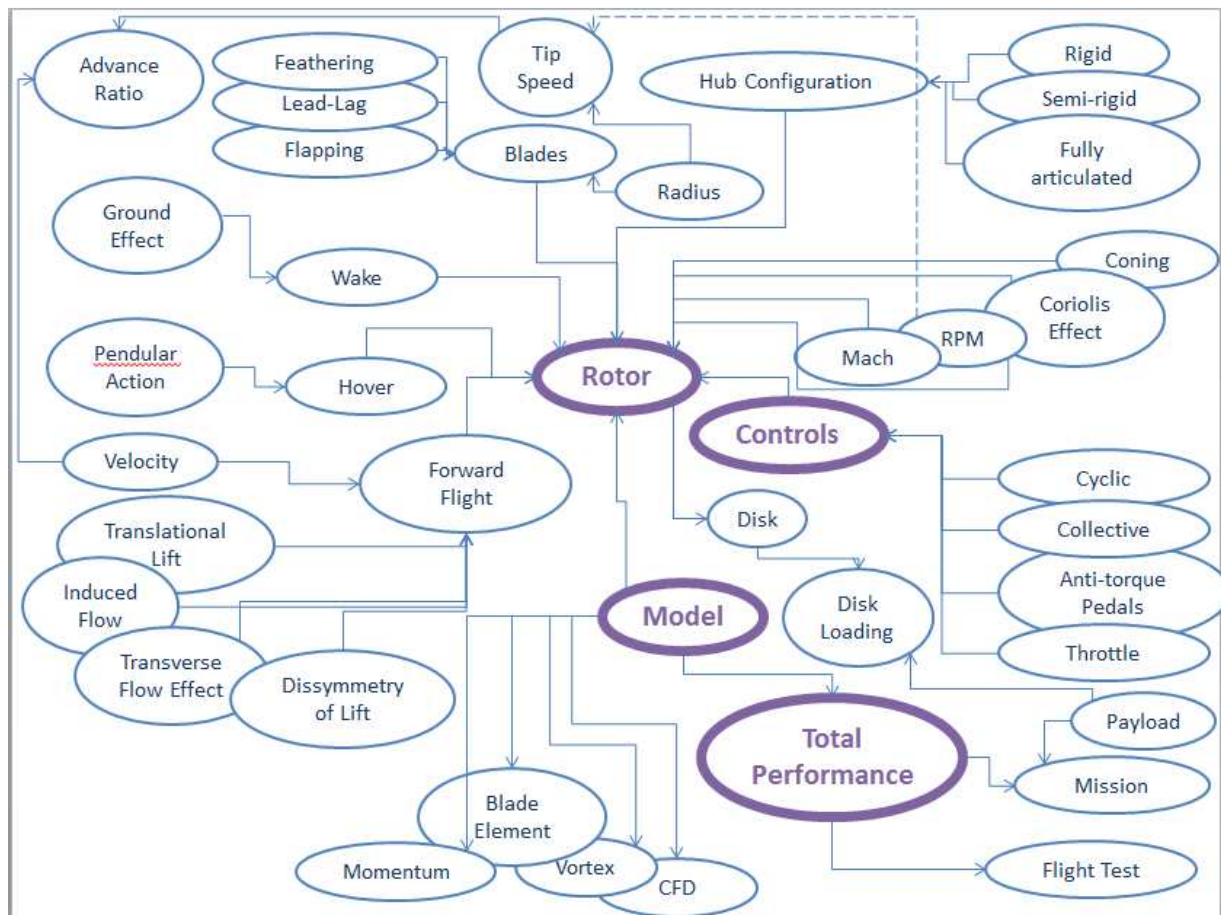 Advance
Ratio
Feathering
Lead-Lag
Flapping
Tip
Speed
Blades
Radius
Hub Configuration
Rigid
Semi-rigid
Fully
articulated
Ground
Effect
Wake
Coning
Coriolis
Effect
RPM
Mach
Pendular
Action
Hover
Rotor
Controls
Velocity
Forward
Flight
Cyclic
Collective
Anti-torque
Pedals
Throttle
Disk
Disk
Loading
Translational
Lift
Induced
Flow
Transverse
Flow Effect
Dissymmetry
of Lift
Model
Payload
Total
Performance
Mission
Blade
Element
Momentum
Vortex
CFD
Flight Test